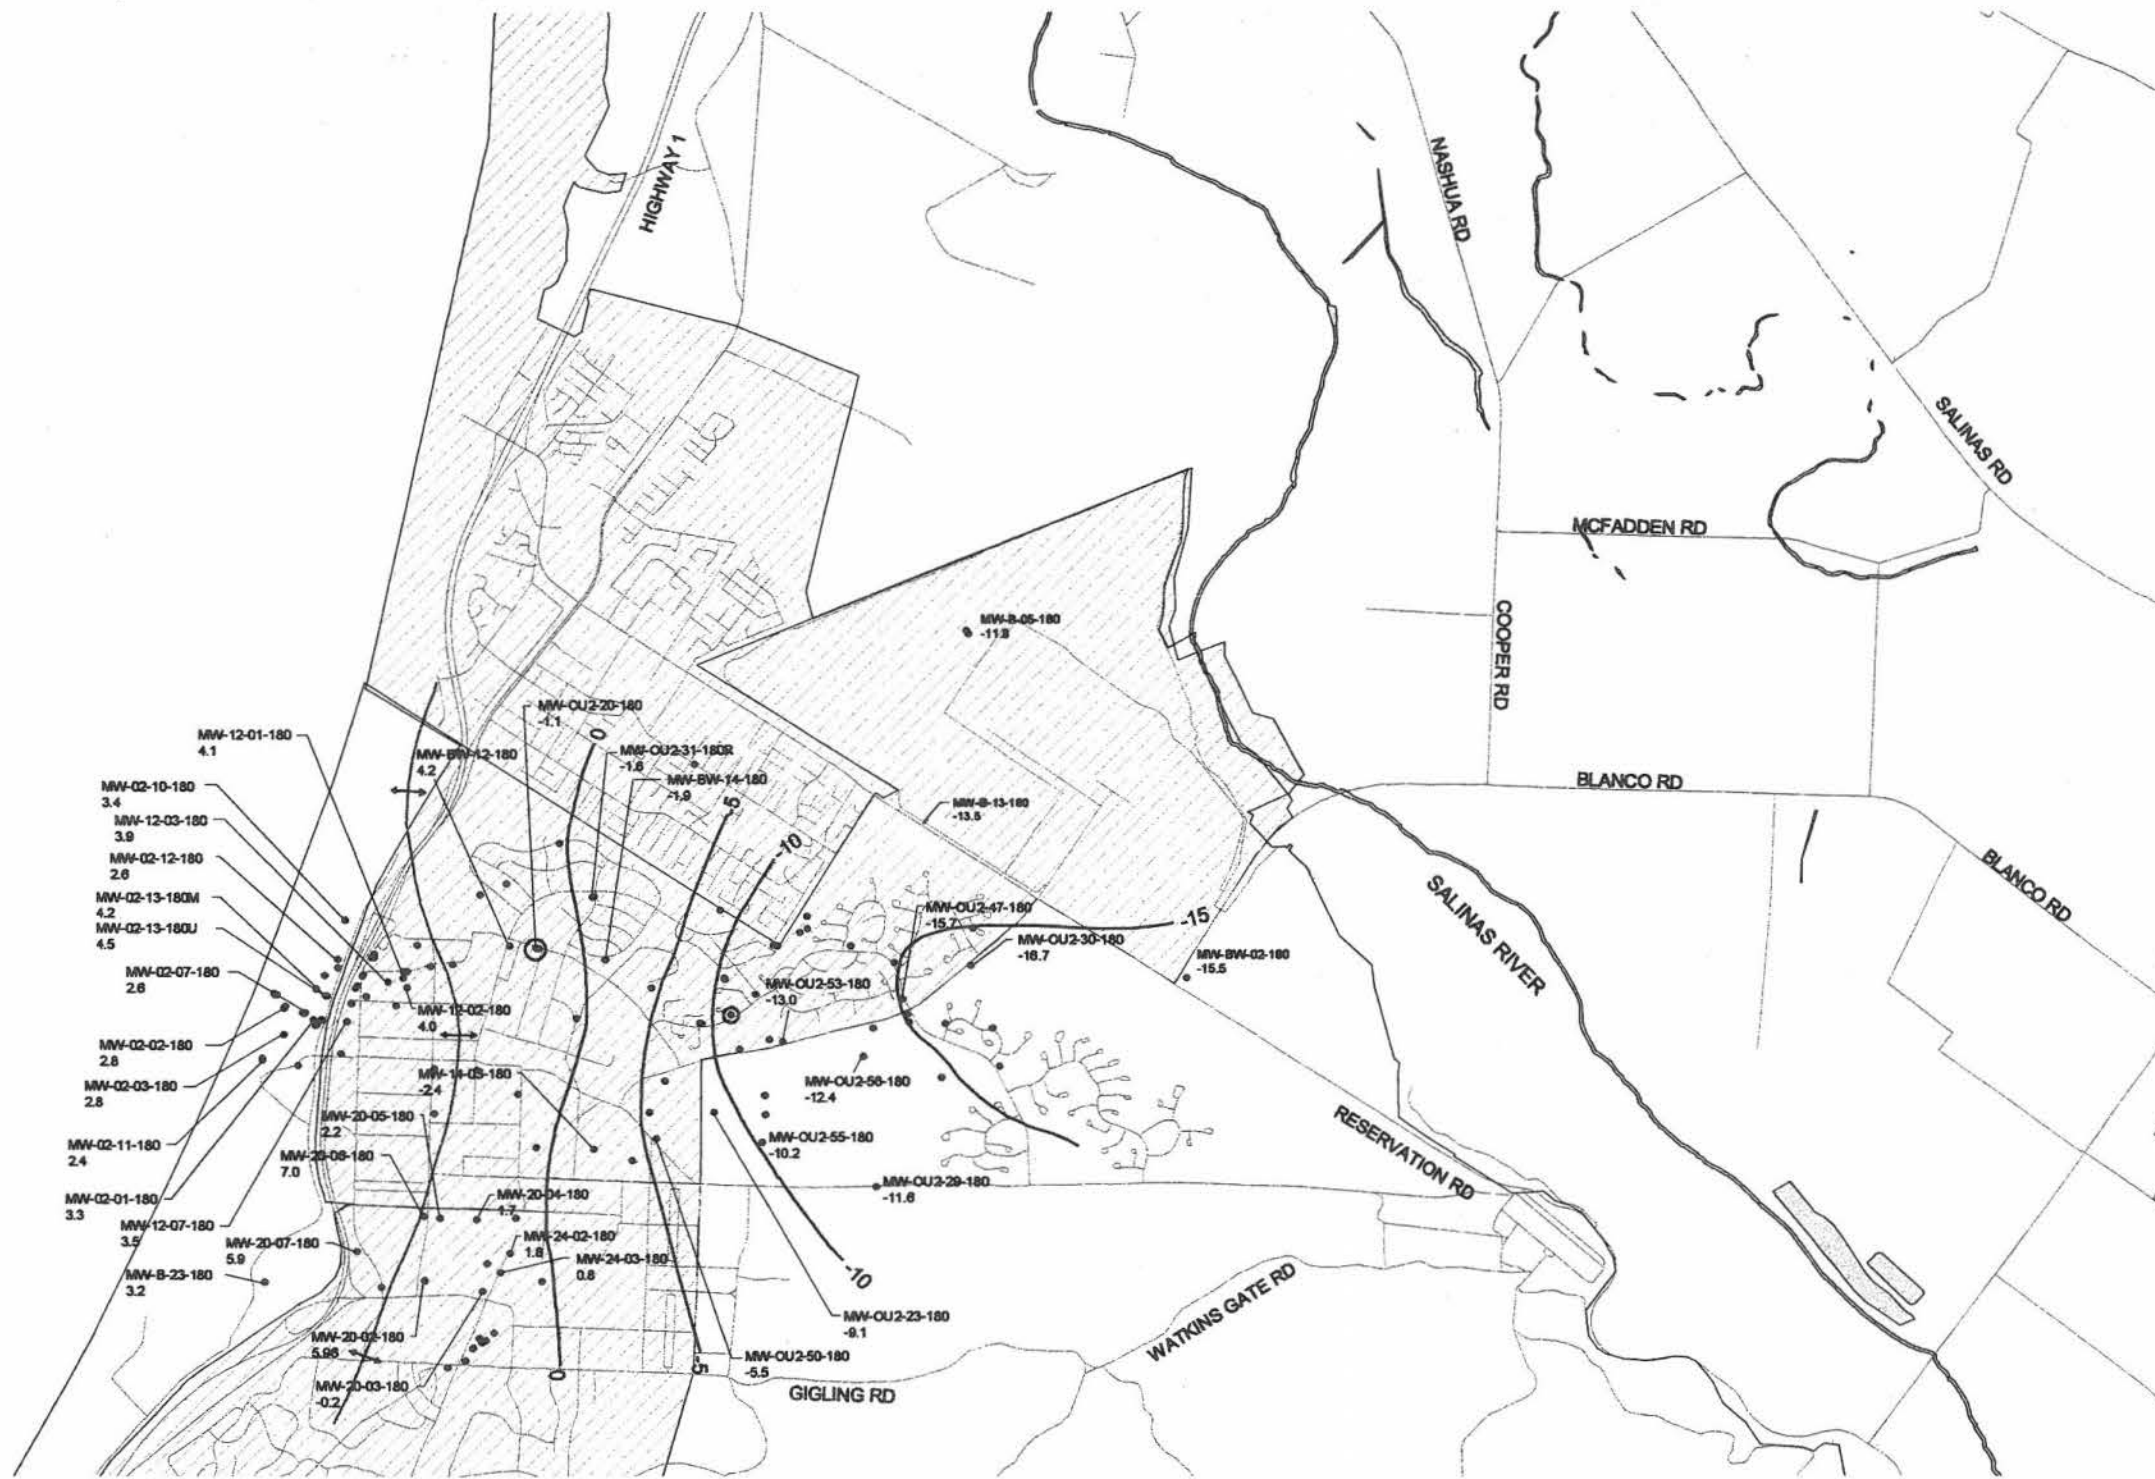 HIGHWAY 1
NASHUA RD
SALINAS RD
MCFADDEN RD
COOPER RD
MW-B-05-180
MW-OU2-20-180
-1.1
MW-12-01-180
4.1
0
MW-BW-12-180
4.2
MW-OU2-31-180R
-1.6
MW-BW-14-180
-1.9
BLANCO RD
MW-02-10-180
3.4
-5
MW-B-13-180
-13.5
MW-12-03-180
3.9
-10
MW-02-12-180
2.6
BLANCO RD
MW-02-13-180M
4.2
SALINAS RIVER
MW-OU2-47-180
-15.7
-15
MW-02-13-180U
4.5
MW-OU2-30-180
-16.7
MW-BW-02-180
-15.5
MW-02-07-180
2.6
MW-OU2-53-180
-13.0
MW-12-02-180
4.0
MW-02-02-180
2.8
MW-14-03-180
-2.4
MW-02-03-180
2.8
MW-OU2-56-180
-12.4
MW-20-05-180
2.2
RESERVATION RD
MW-02-11-180
2.4
MW-OU2-55-180
-10.2
MW-20-06-180
7.0
MW-OU2-29-180
-11.6
MW-02-01-180
3.3
MW-20-04-180
1.7
MW-12-07-180
3.5
MW-24-02-180
1.8
MW-20-07-180
5.9
MW-24-03-180
0.8
MW-B-23-180
3.2
-10
WATKINS GATE RD
MW-OU2-23-180
-9.1
MW-20-02-180
5.96
MW-OU2-50-180
-5.5
-5
0
MW-20-03-180
-0.2
GIGLING RD